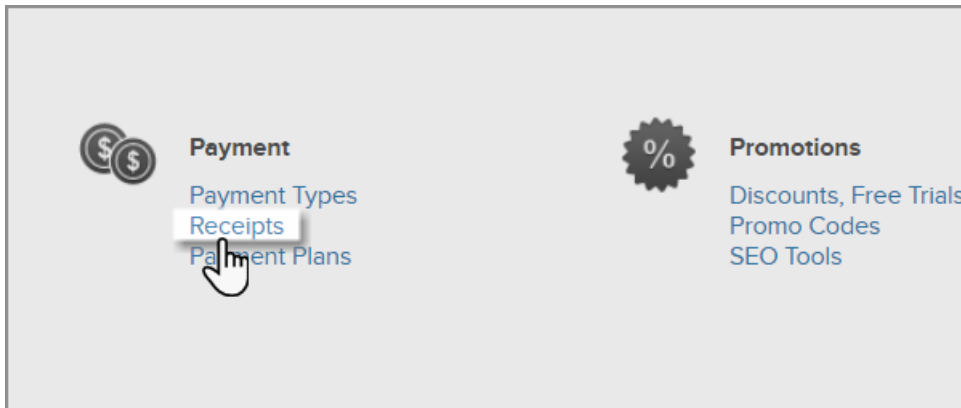 Payment
Payment Types
Receipts
Payment Plans
Promotions
Discounts, Free Trials
Promo Codes
SEO Tools